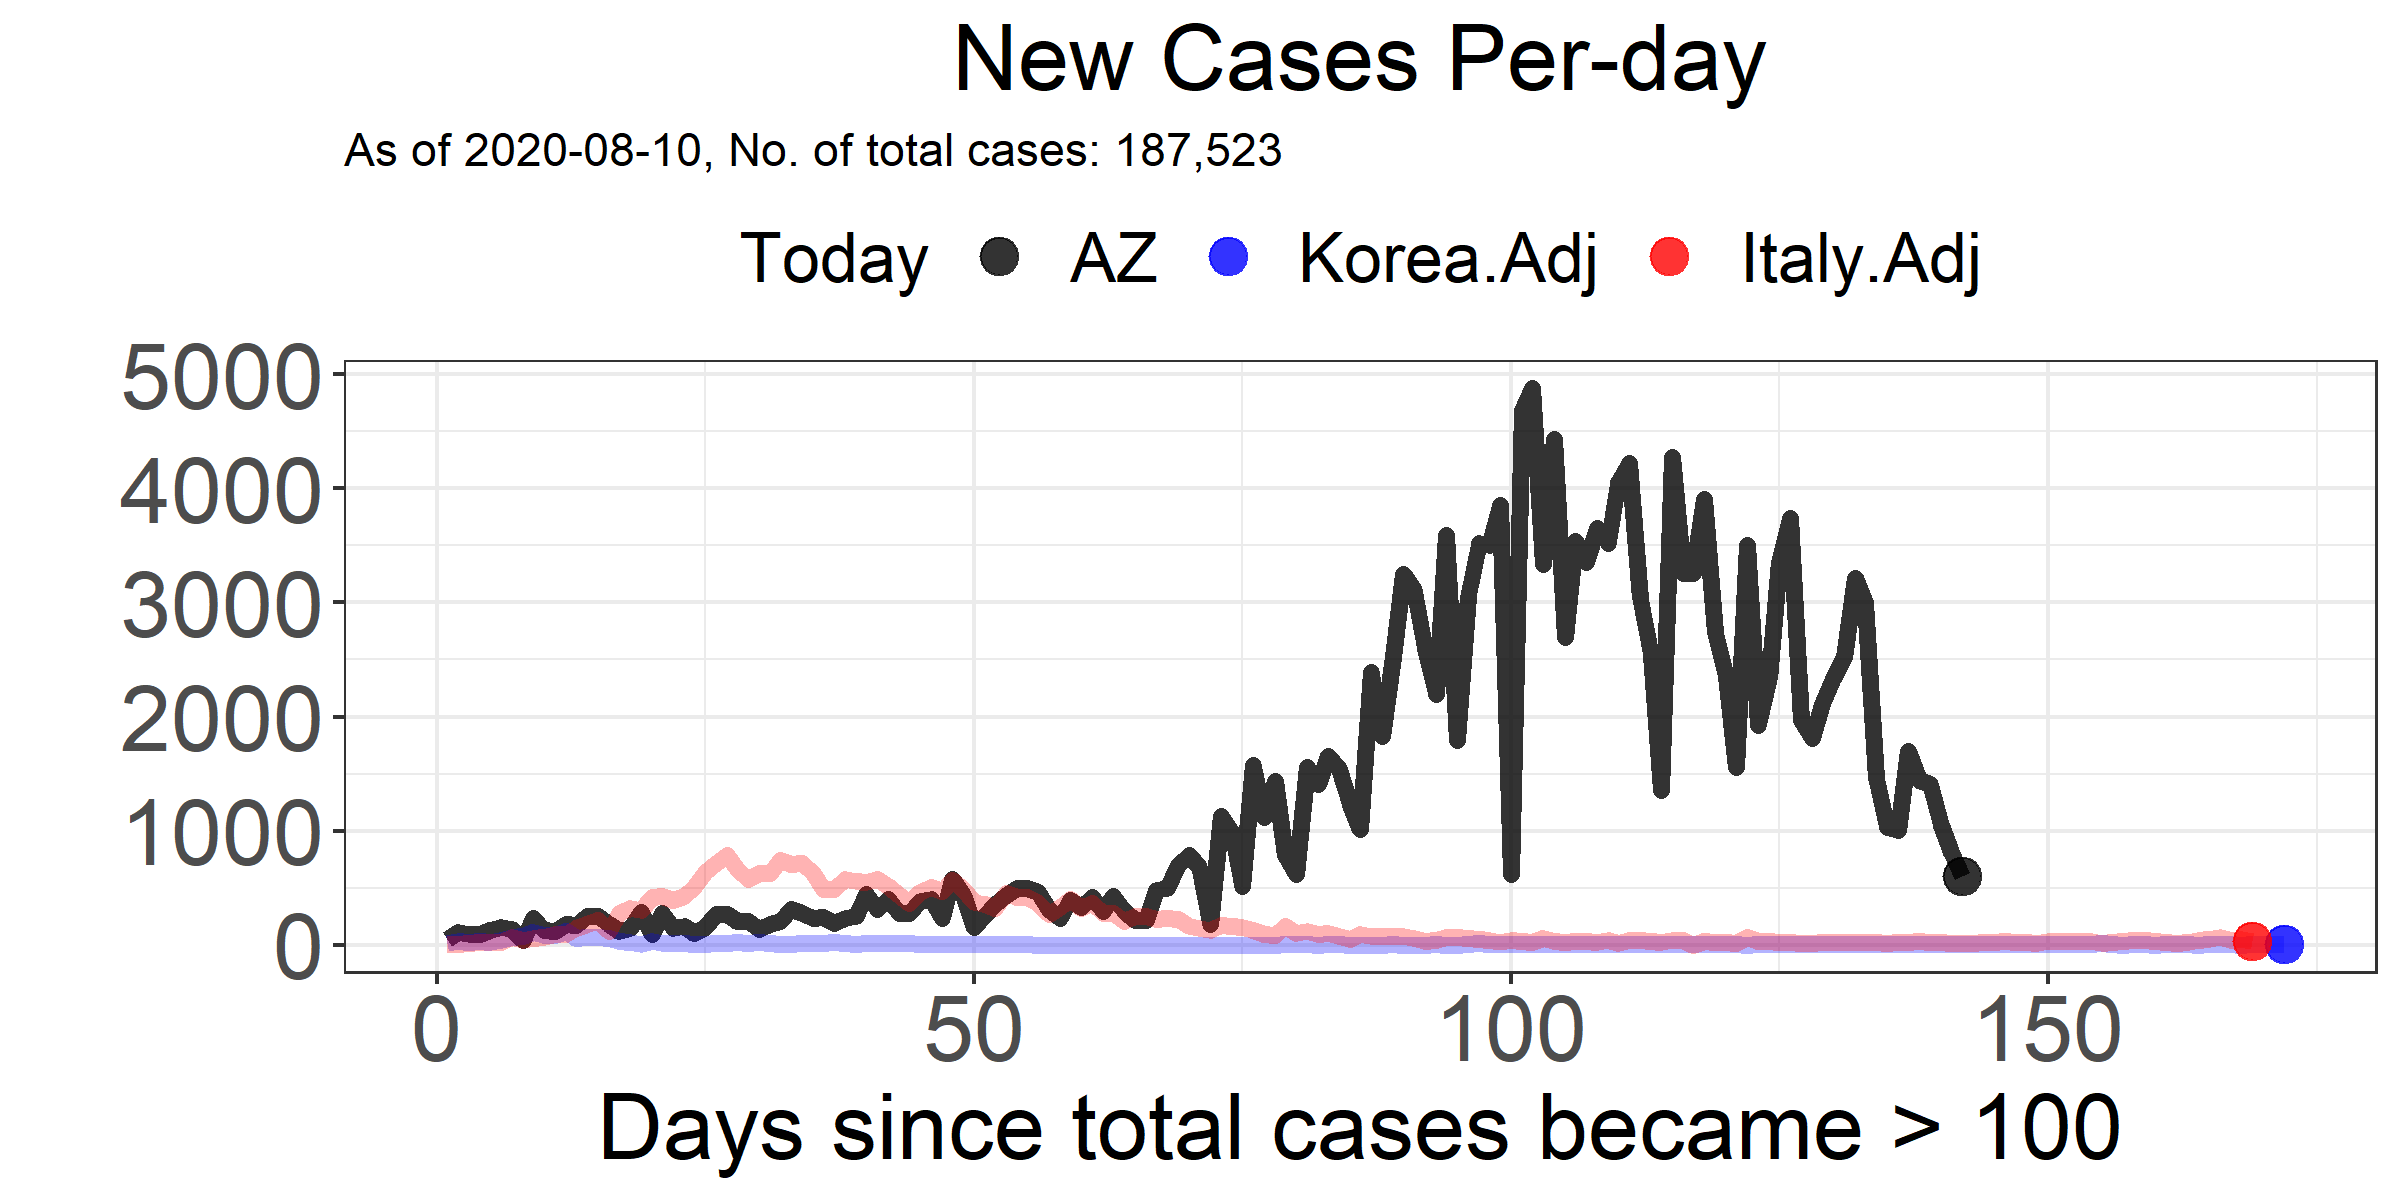 New Cases Per-day
As of 2020-08-10, No. of total cases: 187,523
Today AZ Korea.Adj Italy.Adj
5000
4000
3000
2000
1000
0
0 50 100 150
Days since total cases became > 100